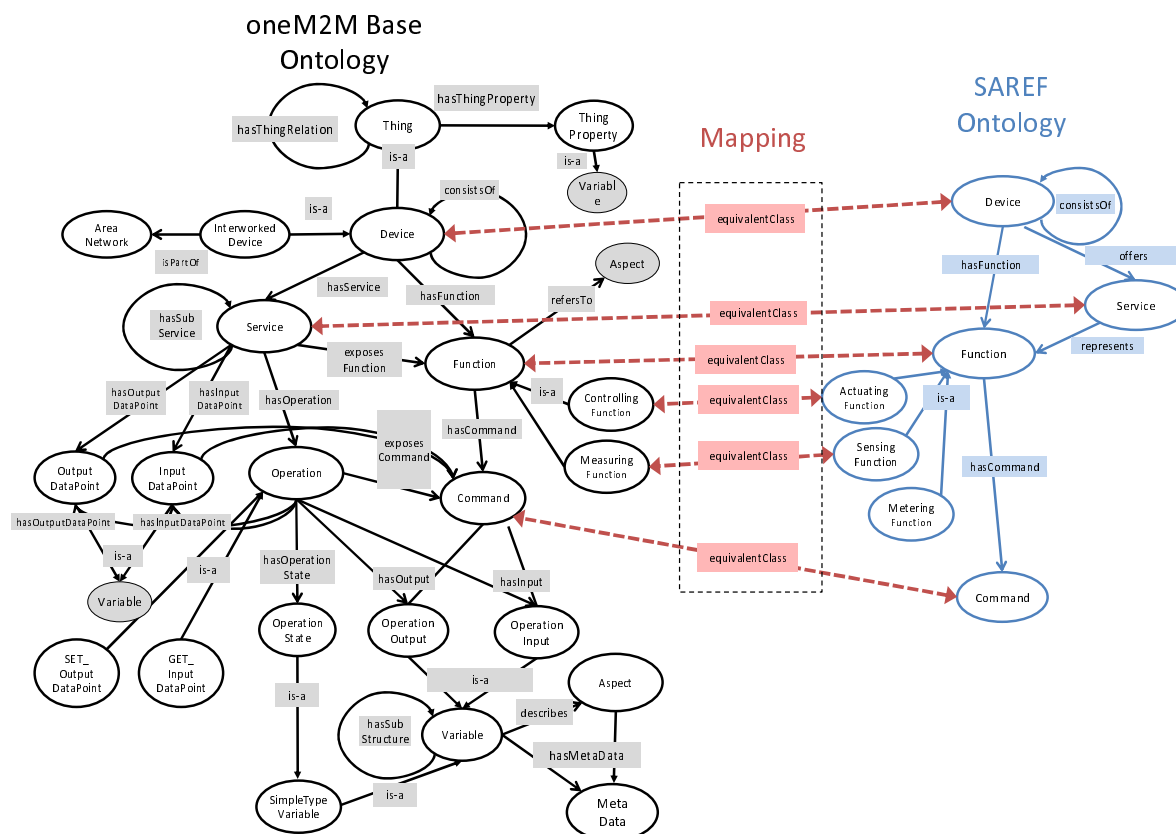 oneM2M Base
Ontology
SAREF
Ontology
Mapping
hasThingRelation
Thing
hasThingProperty
Thing
Property
is-a
is-a
Variabl
e
consistsOf
is-a
Area
Network
Interworked
Device
Device
isPartOf
equivalentClass
Device
consistsOf
hasFunction
offers
Aspect
hasService
hasFunction
refersTo
hasSub
Service
Service
equivalentClass
Service
exposes
Function
Function
equivalentClass
Function
represents
hasOutput
DataPoint
hasInput
DataPoint
hasOperation
is-a
Controlling
Function
equivalentClass
Actuating
Function
is-a
hasCommand
exposes
Command
Output
DataPoint
Input
DataPoint
Operation
Measuring
Function
equivalentClass
Sensing
Function
hasCommand
Command
Metering
Function
hasOutputDataPoint
hasInputDataPoint
is-a
is-a
hasOperation
State
hasOutput
hasInput
equivalentClass
Variable
Command
Operation
State
Operation
Output
Operation
Input
SET_
Output
DataPoint
GET_
Input
DataPoint
is-a
is-a
Aspect
describes
hasSub
Structure
Variable
hasMetaData
SimpleType
Variable
is-a
Meta
Data